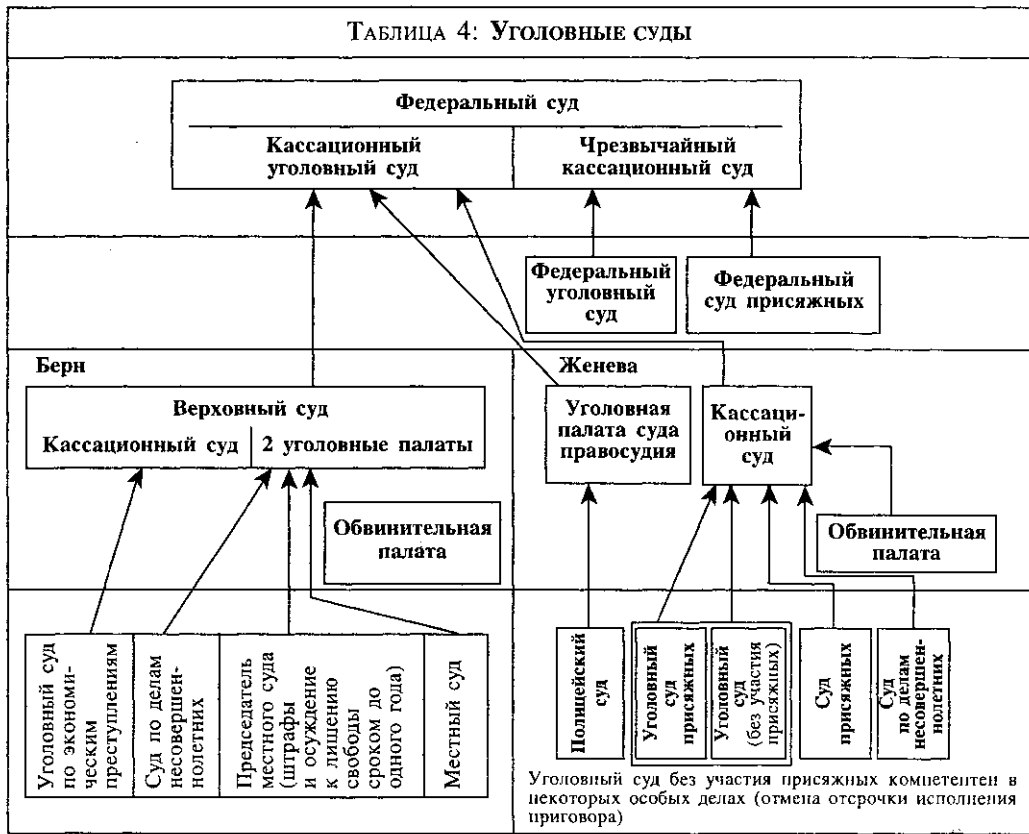 ТАБЛИЦА 4: УГОЛОВНЫЕ СУДЫ
Федеральный суд
Кассационный
уголовный суд
Чрезвычайный
кассационный суд
Федеральный
уголовный
суд
Федеральный
суд присяжных
Берн
Верховный суд
Кассационный суд
2 уголовные палаты
Обвинительная
палата
Уголовный суд
по экономи-
ческим
преступлениям
Суд по делам
несовершен-
нолетних
Председатель
местного суда
(штрафы
и осуждение
к лишению
свободы
сроком до
одного года)
Местный суд
Женева
Уголовная
палата суда
правосудия
Кассаци-
онный
суд
Обвинительная
палата
Полицейский
суд
Уголовный
суд
присяжных
Уголовный
суд
(без участия
присяжных)
Суд
присяжных
Суд
по делам
несовершен-
нолетних
Уголовный суд без участия присяжных компетентен в
некоторых особых делах (отмена отсрочки исполнения
приговора)